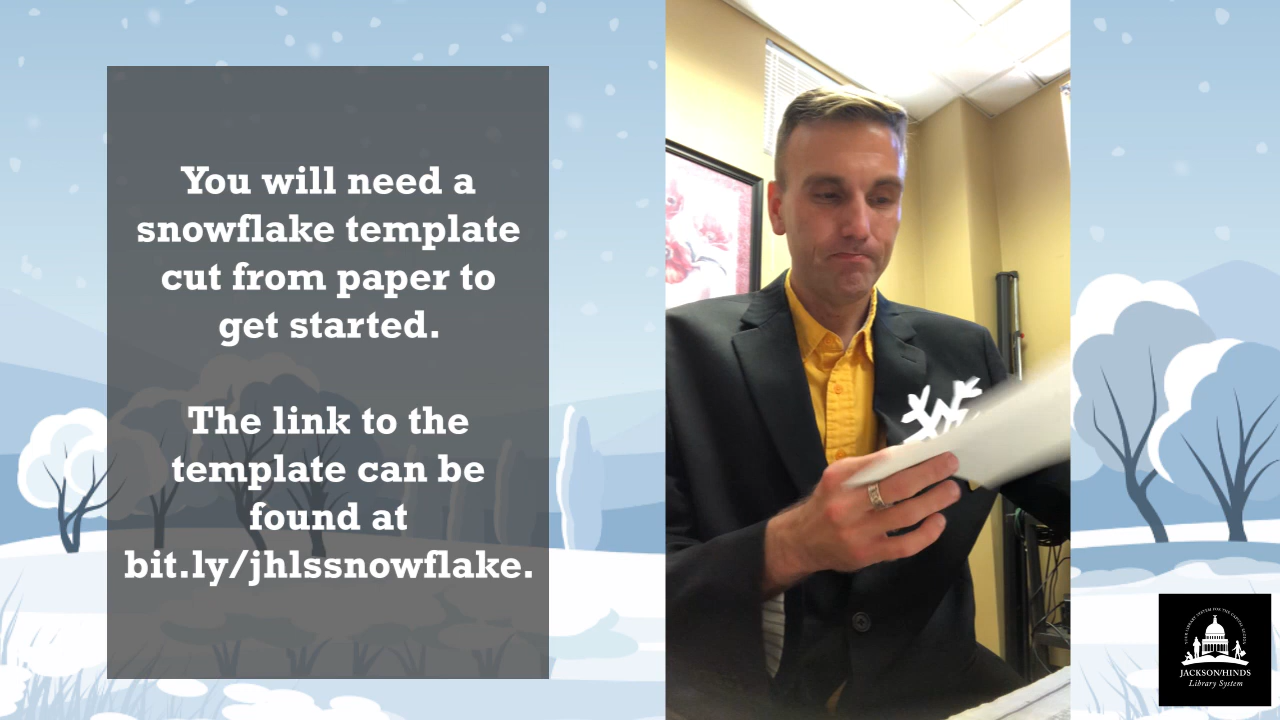 You will need a
snowflake template
cut from paper to
get started.
The link to the
template can be
found at
bit.ly/jhlssnowflake.
JACKSON/HINDS
Library System